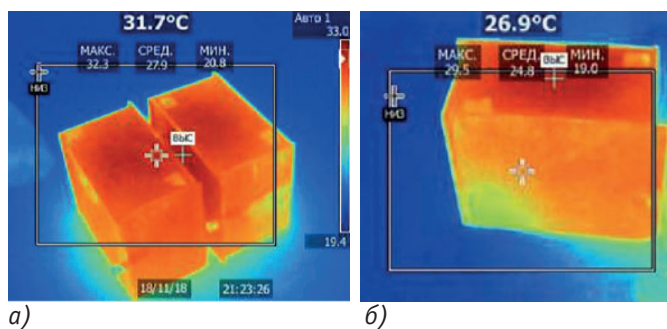 31.7°C
Авто 1
33.0
МАКС. СРЕД. МИН.
32.3 27.9 20.8
НИЗ
ВЫС
19.4
18/11/18 21:23:26
а)
26.9°C
МАКС. СРЕД. МИН.
29.5 24.8 19.0
ВЫС
НИЗ
б)